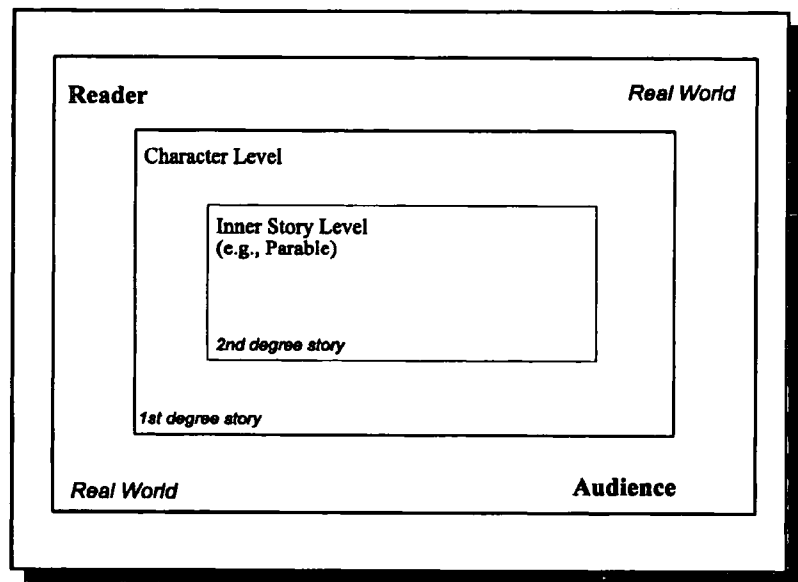 Reader
Real World
Character Level
Inner Story Level
(e.g., Parable)
2nd degree story
1st degree story
Real World
Audience